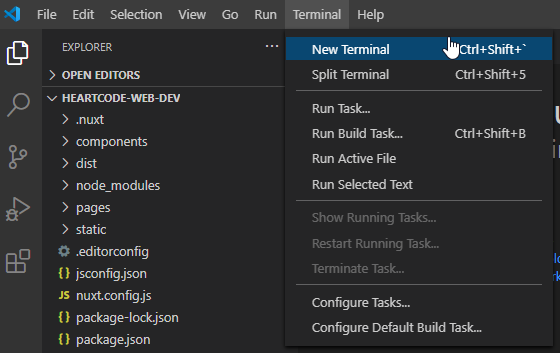 File Edit Selection View Go Run Terminal Help
EXPLORER ...
OPEN EDITORS
HEARTCODE-WEB-DEV
.nuxt
components
dist
node_modules
pages
static
.editorconfig
{} jsconfig.json
JS nuxt.config.js
{} package-lock.json
{} package.json
New Terminal Ctrl+Shift+`
Split Terminal Ctrl+Shift+5
Run Task...
Run Build Task... Ctrl+Shift+B
Run Active File
Run Selected Text
Show Running Tasks...
Restart Running Task...
Terminate Task...
Configure Tasks...
Configure Default Build Task...